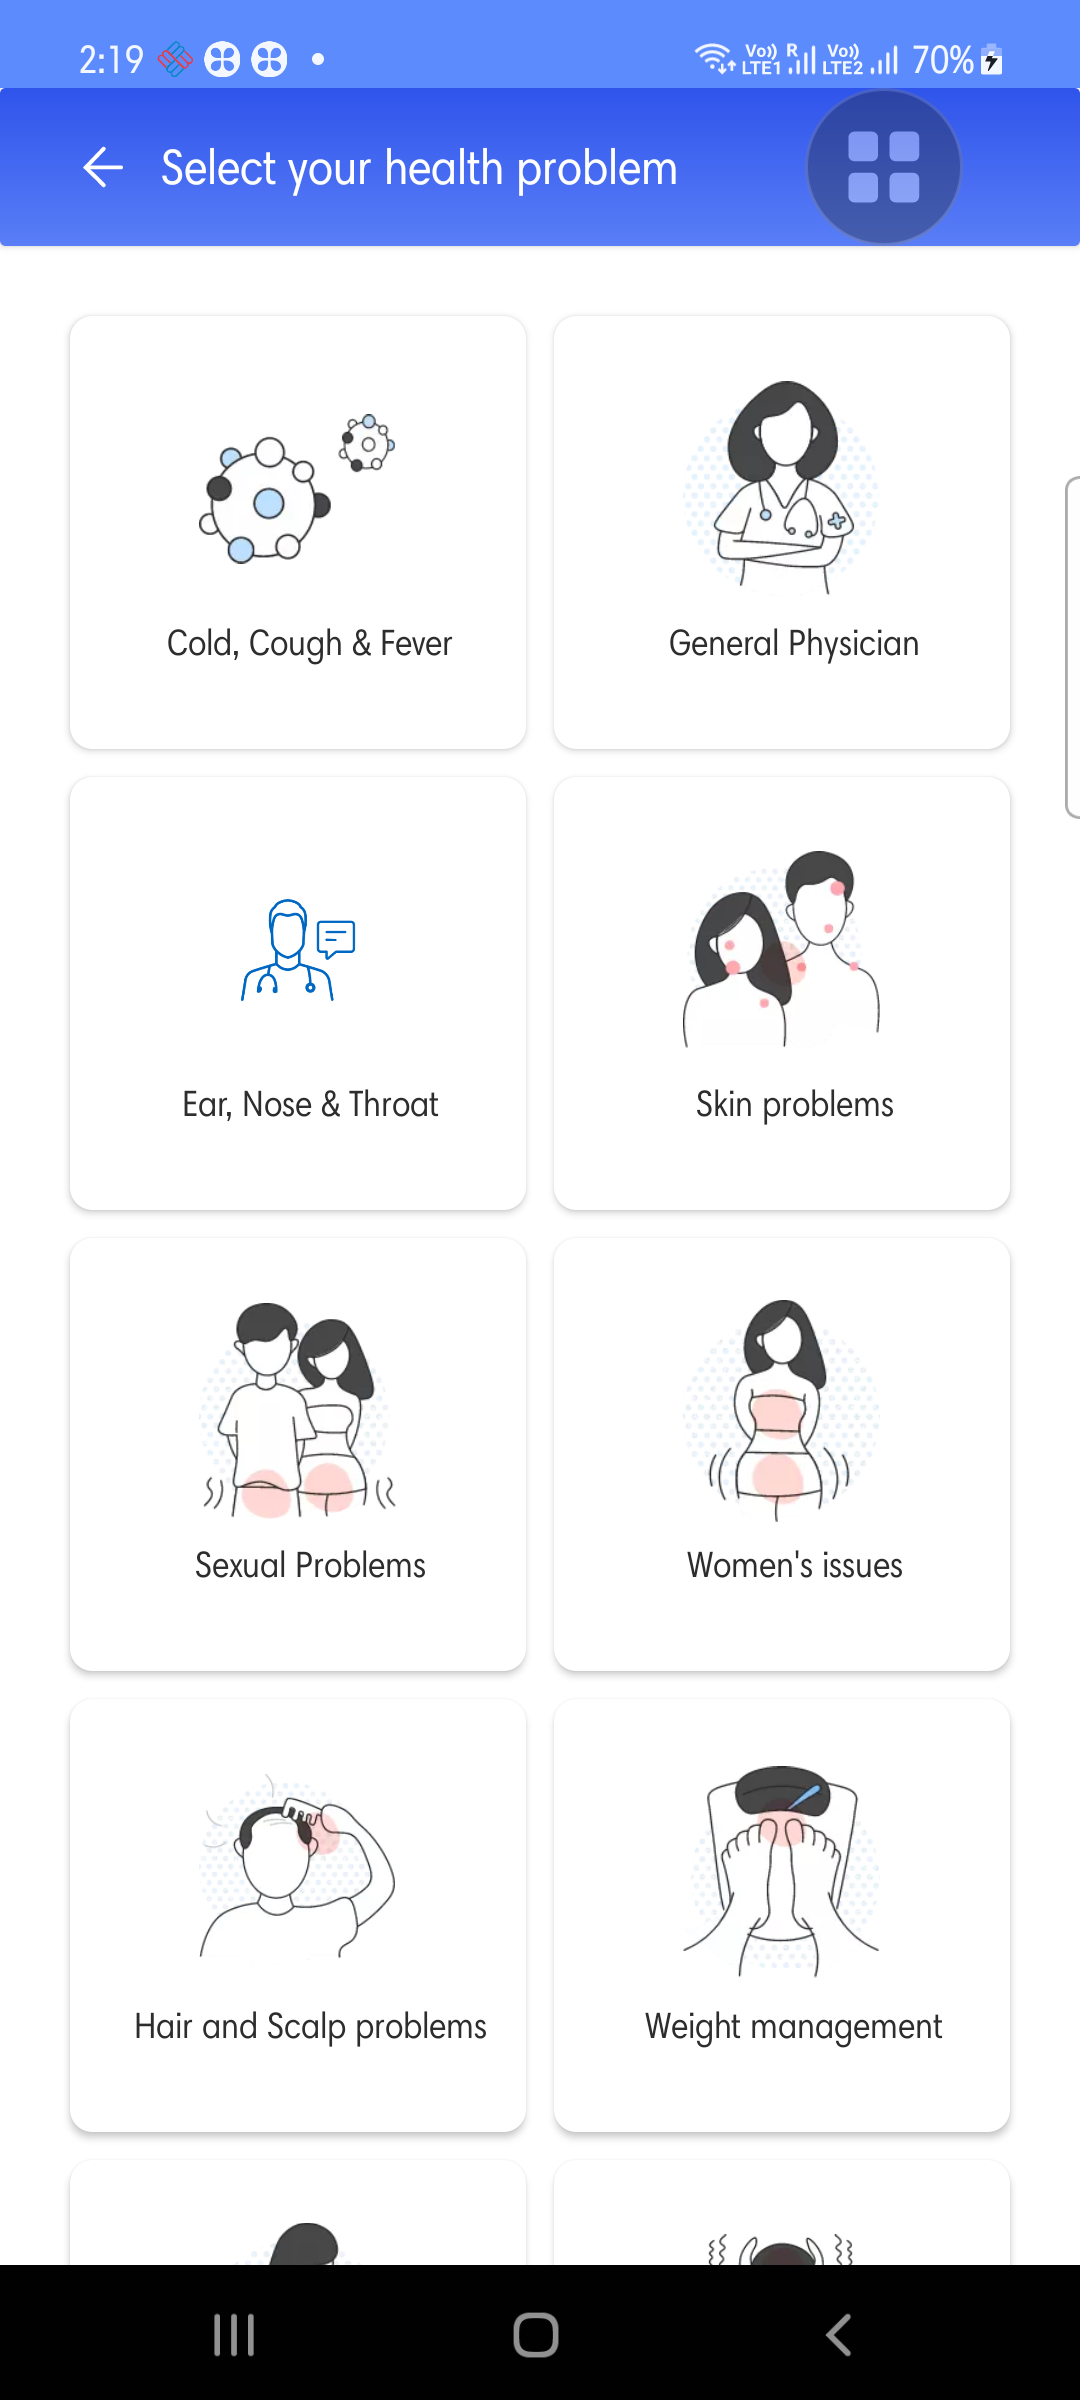 2:19
Vo)) R Vo))
LTE1 LTE2 70%
Select your health problem
Cold, Cough & Fever
General Physician
Ear, Nose & Throat
Skin problems
Sexual Problems
Women's issues
Hair and Scalp problems
Weight management